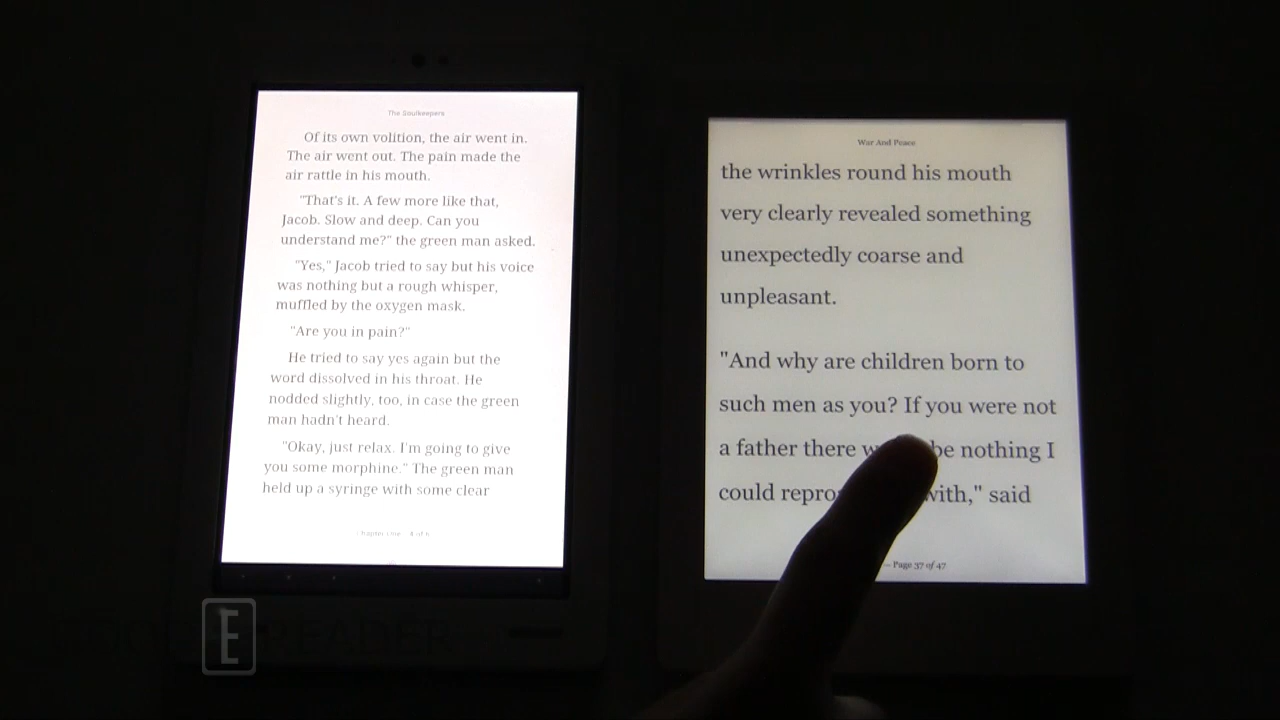 The Soulkeepers
Of its own volition, the air went in.
The air went out. The pain made the
air rattle in his mouth.
"That's it. A few more like that,
Jacob. Slow and deep. Can you
understand me?" the green man asked.
"Yes," Jacob tried to say but his voice
was nothing but a rough whisper,
muffled by the oxygen mask.
"Are you in pain?"
He tried to say yes again but the
word dissolved in his throat. He
nodded slightly, too, in case the green
man hadn't heard.
"Okay, just relax. I'm going to give
you some morphine." The green man
held up a syringe with some clear
Chapter One
War And Peace
the wrinkles round his mouth
very clearly revealed something
unexpectedly coarse and
unpleasant.
"And why are children born to
such men as you? If you were not
a father there be nothing I
could with," said
– Page 37 of 47
E READER